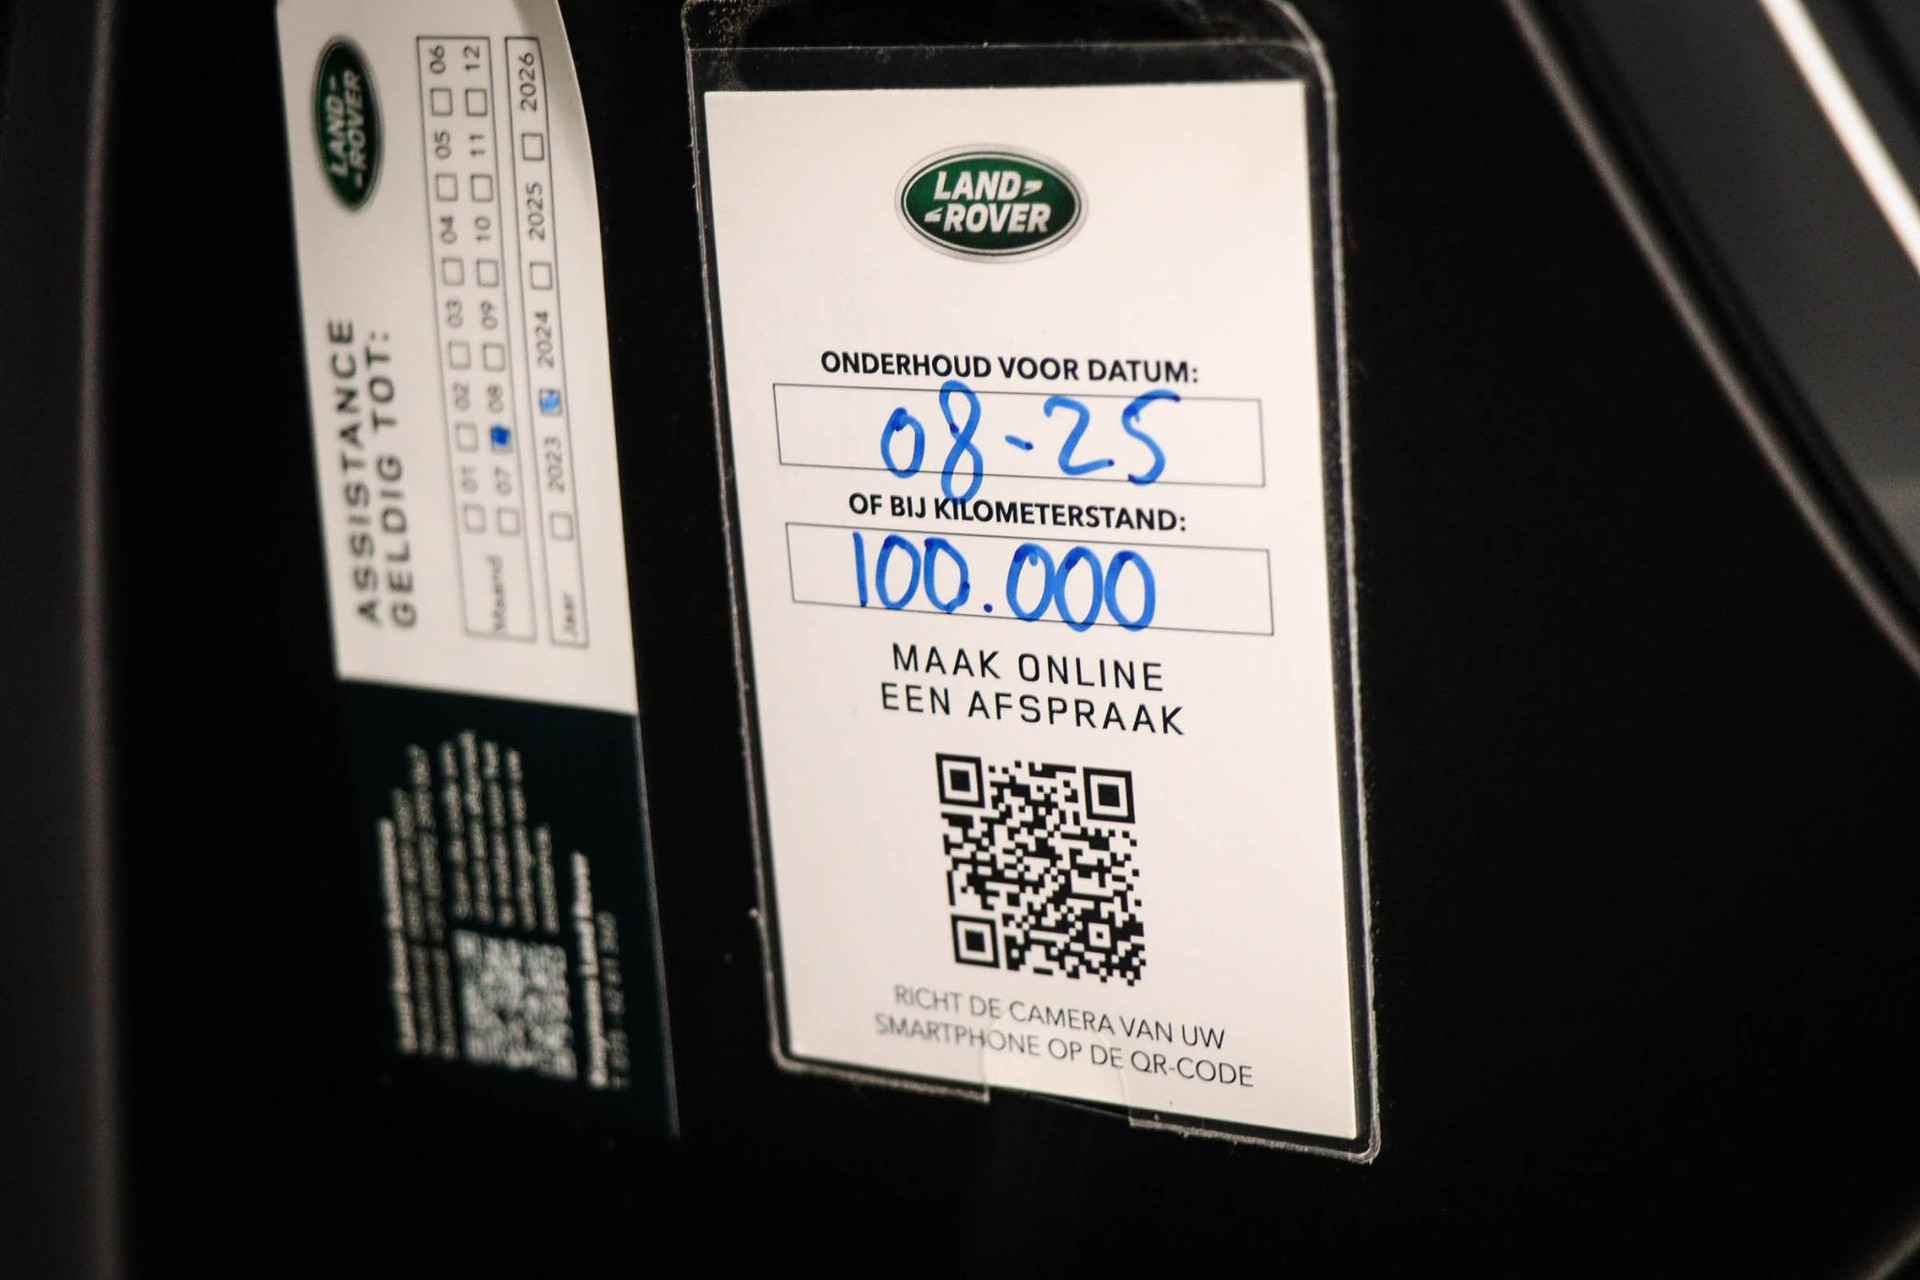 LAND
ROVER
ASSISTANCE
GELDIG TOT:
Maand
01 02 03 04 05 06
07 08 09 10 11 12
Jaar
2023 2024 2025 2026
LAND
ROVER
ONDERHOUD VOOR DATUM:
08-25
OF BIJ KILOMETERSTAND:
100.000
MAAK ONLINE
EEN AFSPRAAK
RICHT DE CAMERA VAN UW
SMARTPHONE OP DE QR-CODE